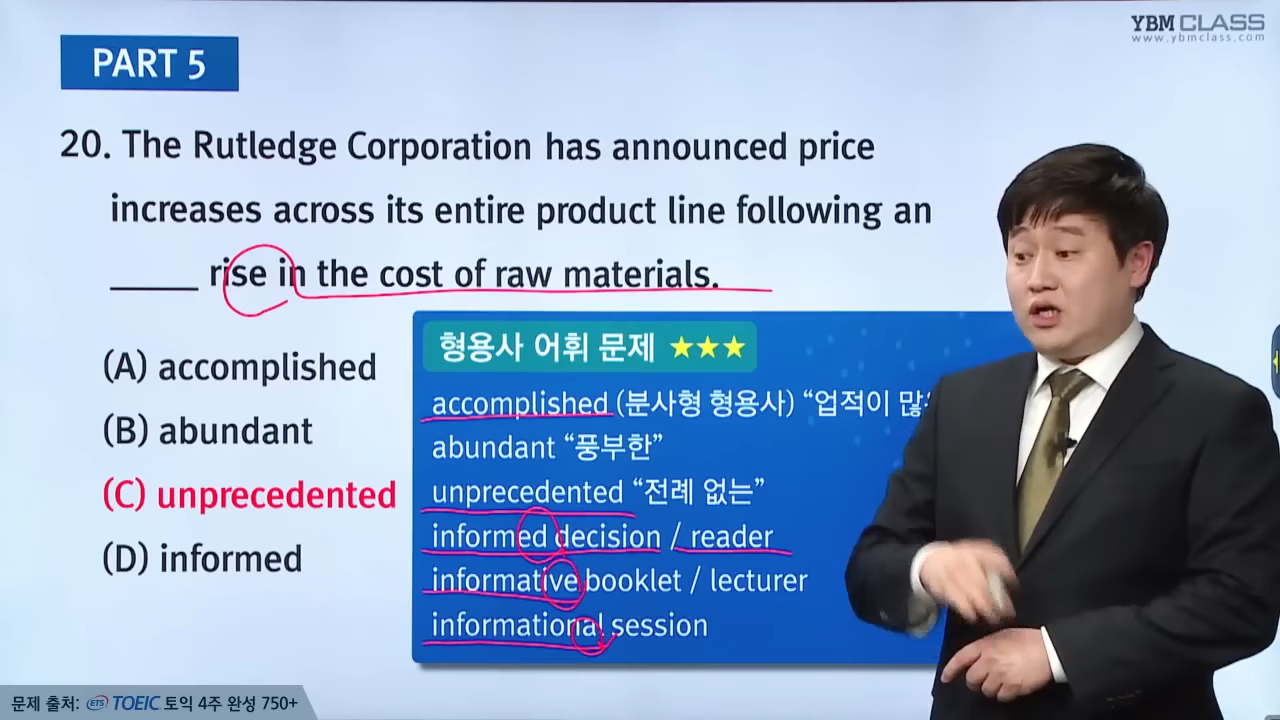 YBM CLASS
www.ybmclass.com
PART 5
20. The Rutledge Corporation has announced price
increases across its entire product line following an
_____ rise in the cost of raw materials.
(A) accomplished
(B) abundant
(C) unprecedented
(D) informed
형용사 어휘 문제 ★★★
accomplished (분사형 형용사) “업적이 많
abundant “풍부한”
unprecedented “전례 없는”
informed decision / reader
informative booklet / lecturer
informational session
문제 출처: ETS TOEIC 토익 4주 완성 750+